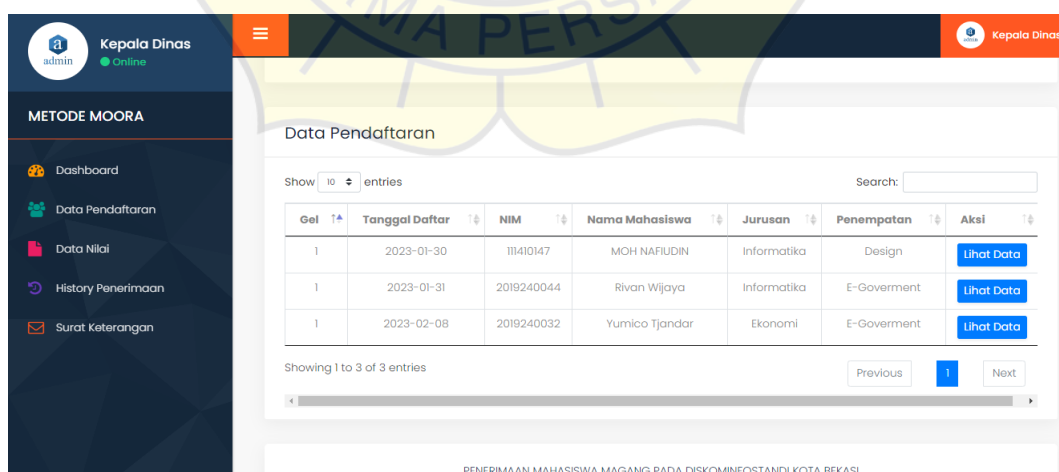 MA PERS
a
admin
Kepala Dinas
Online
admin
Kepala Dinas
METODE MOORA
Dashboard
Data Pendaftaran
Data Nilai
History Penerimaan
Surat Keterangan
Data Pendaftaran
Show 10 entries Search:
Gel Tanggal Daftar NIM Nama Mahasiswa Jurusan Penempatan Aksi
1 2023-01-30 111410147 MOH NAFIUDIN Informatika Design Lihat Data
1 2023-01-31 2019240044 Rivan Wijaya Informatika E-Goverment Lihat Data
1 2023-02-08 2019240032 Yumico Tjandar Ekonomi E-Goverment Lihat Data
Showing 1 to 3 of 3 entries Previous 1 Next
PENERIMAAN MAHASISWA MAGANG PADA DISKOMINFOSTANDI KOTA BEKASI